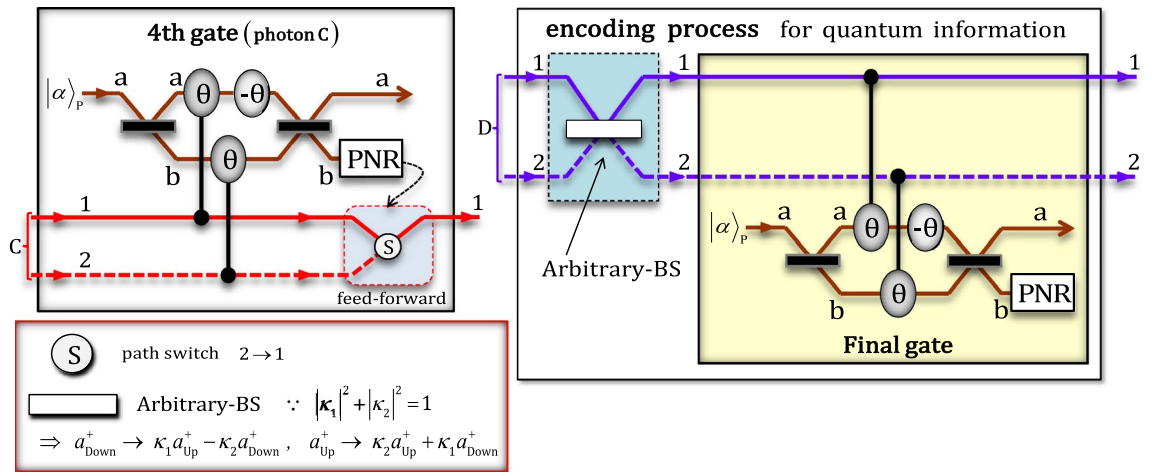 4th gate (photon C)
|α⟩P a a θ -θ a
b θ b PNR
C 1 1
2 S
feed-forward
encoding process for quantum information
D 1 1 1
2 2 2
Arbitrary-BS
|α⟩P a a θ -θ a
b θ b PNR
Final gate
S path switch 2 → 1
Arbitrary-BS ∵ |κ₁|² + |κ₂|² = 1
⇒ a⁺Down → κ₁a⁺Up − κ₂a⁺Down , a⁺Up → κ₂a⁺Up + κ₁a⁺Down